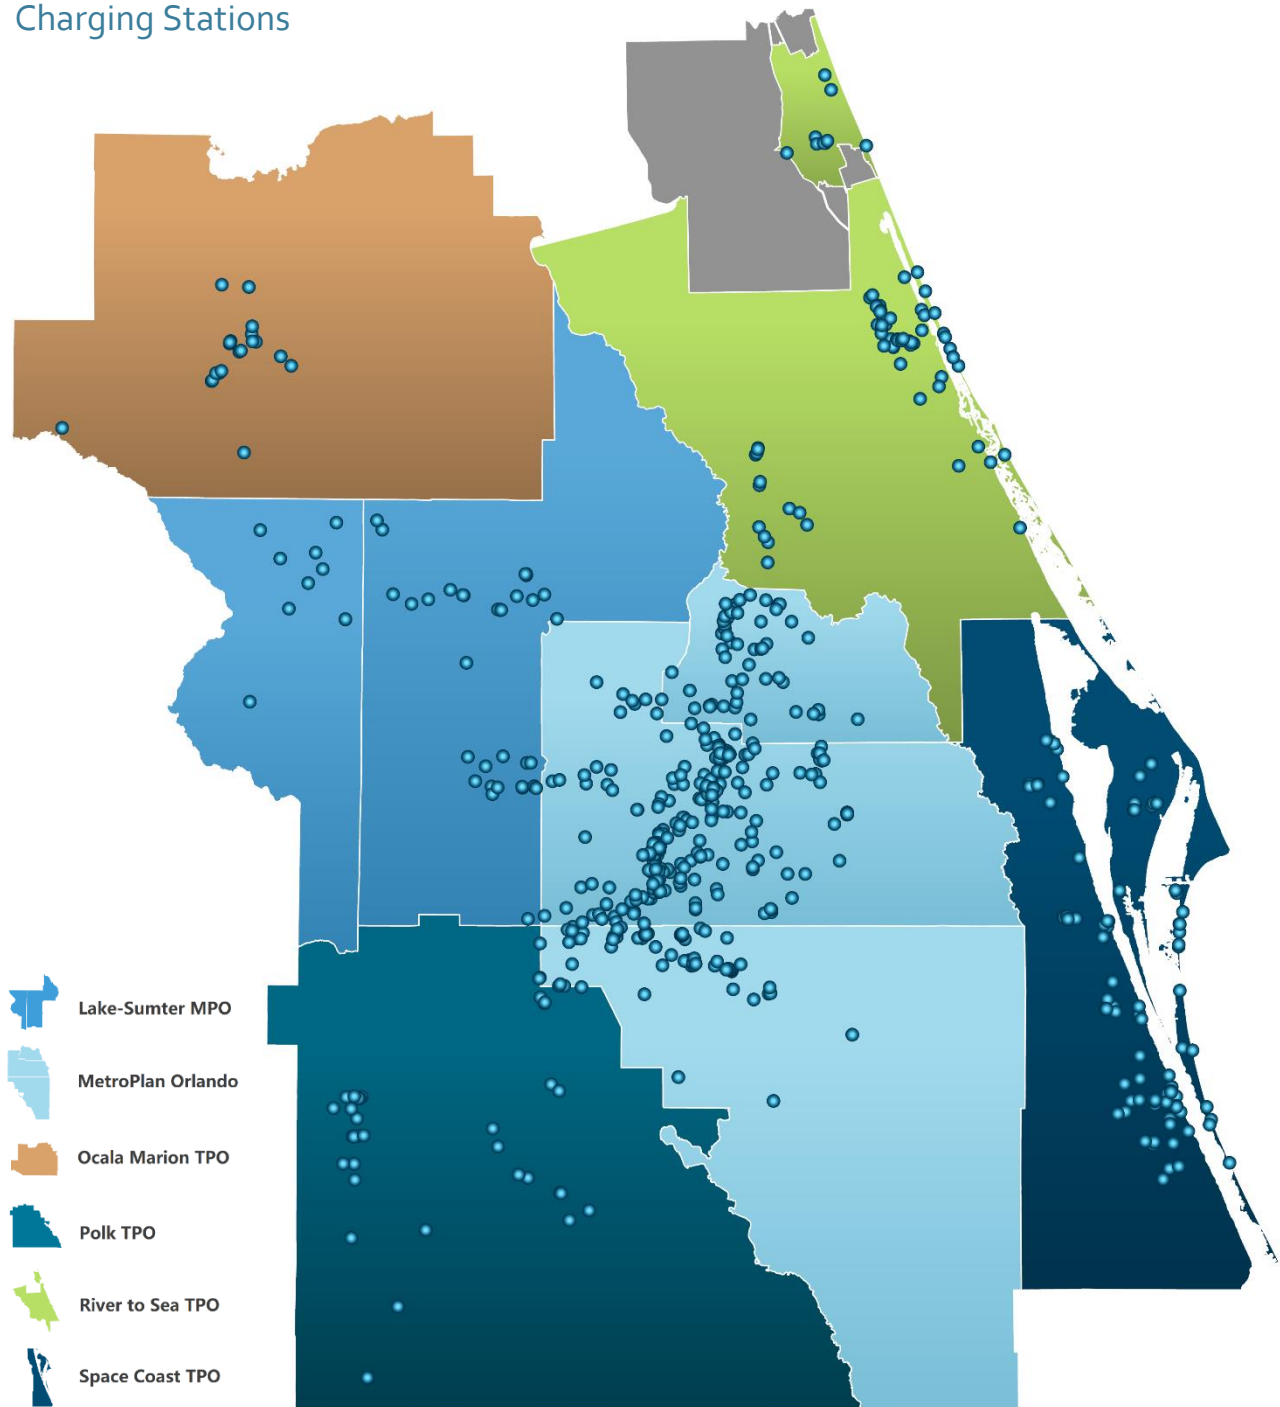 Charging Stations
Lake-Sumter MPO
MetroPlan Orlando
Ocala Marion TPO
Polk TPO
River to Sea TPO
Space Coast TPO